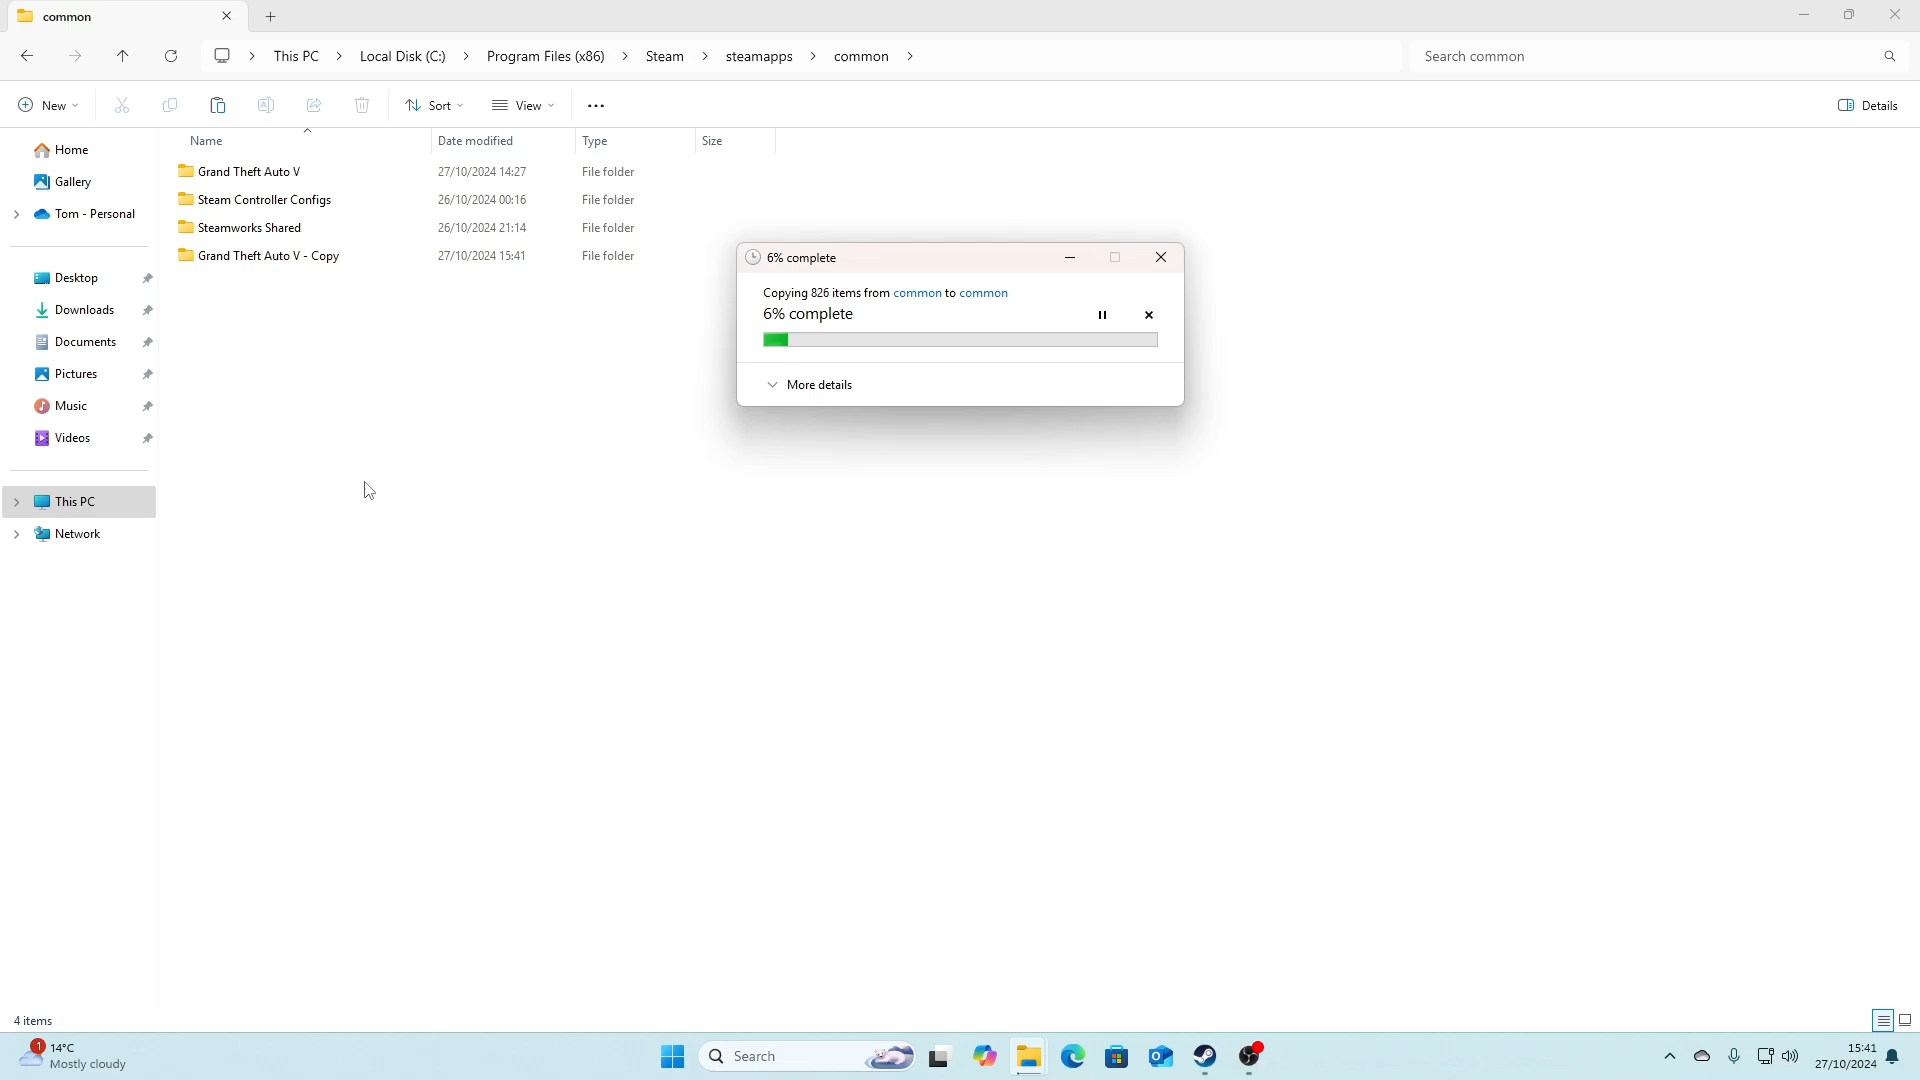 common
This PC
Local Disk (C:)
Program Files (x86)
Steam
steamapps
common
Search common
New
Sort
View
Details
Name
Date modified
Type
Size
Home
Gallery
Tom - Personal
Desktop
Downloads
Documents
Pictures
Music
Videos
This PC
Network
Grand Theft Auto V 27/10/2024 14:27 File folder
Steam Controller Configs 26/10/2024 00:16 File folder
Steamworks Shared 26/10/2024 21:14 File folder
Grand Theft Auto V - Copy 27/10/2024 15:41 File folder
6% complete
Copying 826 items from common to common
6% complete
More details
4 items
1
14°C
Mostly cloudy
Search
15:41
27/10/2024